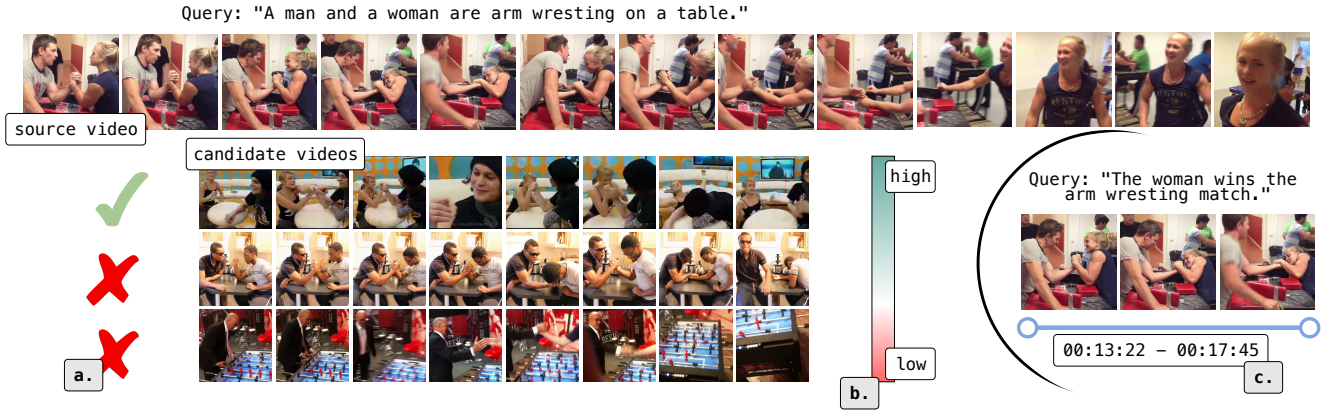 Query: "A man and a woman are arm wresting on a table."
source video
candidate videos
high
low
a.
b.
Query: "The woman wins the
arm wresting match."
00:13:22 – 00:17:45
c.